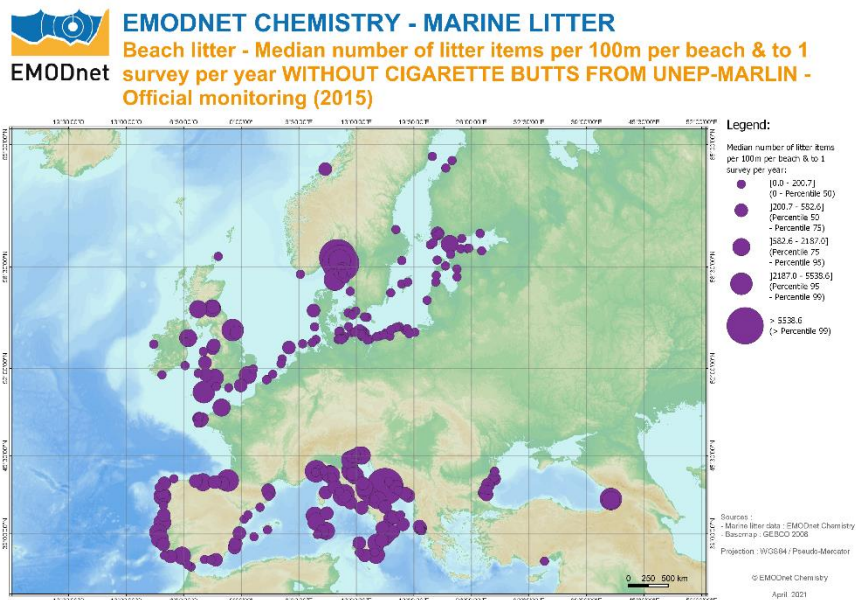 EMODNET CHEMISTRY - MARINE LITTER
Beach litter - Median number of litter items per 100m per beach & to 1
survey per year WITHOUT CIGARETTE BUTTS FROM UNEP-MARLIN -
Official monitoring (2015)
EMODnet
Legend:
Median number of litter items
per 100m per beach & to 1
survey per year:
]0.0 - 200.7]
(0 - Percentile 50)
]200.7 - 582.6]
(Percentile 50
- Percentile 75)
]582.6 - 2187.0]
(Percentile 75
- Percentile 95)
]2187.0 - 5538.6]
(Percentile 95
- Percentile 99)
> 5538.6
(> Percentile 99)
Sources :
- Marine litter data : EMODnet Chemistry
- Basemap : GEBCO 2008
Projection : WGS84 / Pseudo-Mercator
© EMODnet Chemistry
April 2021
0 250 500 km